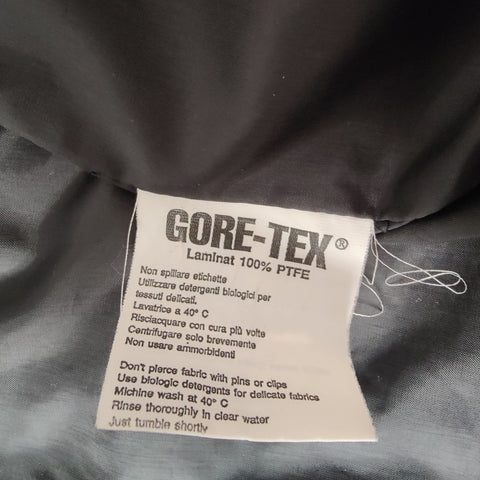 GORE-TEX®
Laminat 100% PTFE
Non spillare etichette
Utilizzare detergenti biologici per
tessuti delicati.
Lavatrice a 40° C
Risciacquare con cura più volte
Centrifugare solo brevemente
Non usare ammorbidenti
Don't pierce fabric with pins or clips
Use biologic detergents for delicate fabrics
Michine wash at 40° C
Rinse thoroughly in clear water
Just tumble shortly